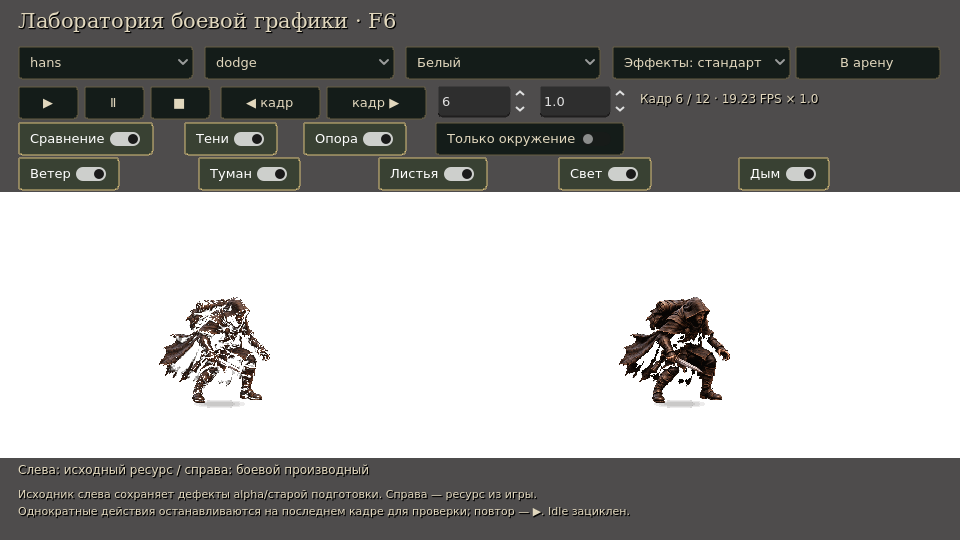 Лаборатория боевой графики · F6
hans dodge Белый Эффекты: стандарт В арену
▶ Ⅱ ■ ◀ кадр кадр ▶ 6 1.0 Кадр 6 / 12 · 19.23 FPS × 1.0
Сравнение Тени Опора Только окружение
Ветер Туман Листья Свет Дым
Слева: исходный ресурс / справа: боевой производный
Исходник слева сохраняет дефекты alpha/старой подготовки. Справа — ресурс из игры.
Однократные действия останавливаются на последнем кадре для проверки; повтор — ▶. Idle зациклен.